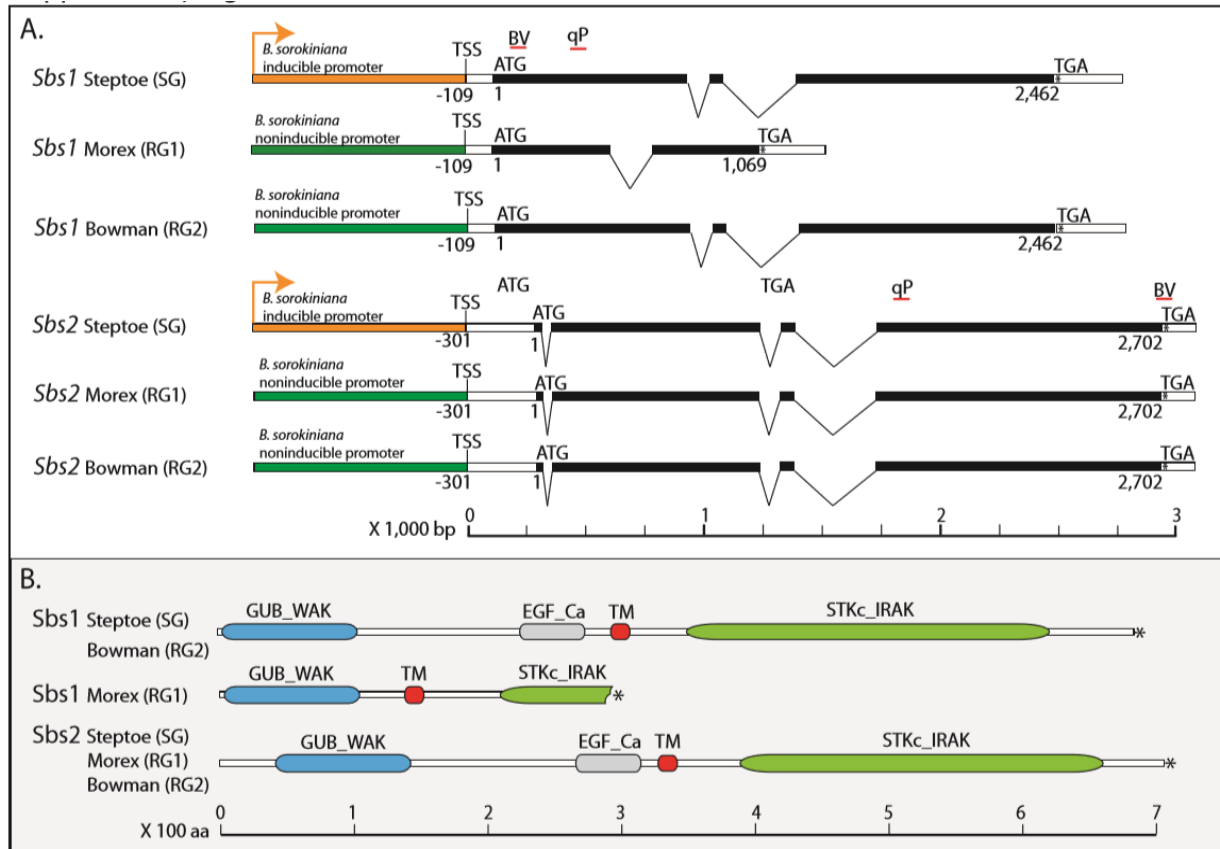 A.
BV
qP
B. sorokiniana
inducible promoter
TSS
ATG
TGA
Sbs1 Steptoe (SG)
-109
1
2,462
B. sorokiniana
noninducible promoter
TSS
ATG
TGA
Sbs1 Morex (RG1)
-109
1
1,069
B. sorokiniana
noninducible promoter
TSS
ATG
TGA
Sbs1 Bowman (RG2)
-109
1
2,462
ATG
TGA
qP
BV
B. sorokiniana
inducible promoter
TSS
ATG
TGA
Sbs2 Steptoe (SG)
-301
1
2,702
B. sorokiniana
noninducible promoter
TSS
ATG
TGA
Sbs2 Morex (RG1)
-301
1
2,702
B. sorokiniana
noninducible promoter
TSS
ATG
TGA
Sbs2 Bowman (RG2)
-301
1
2,702
X 1,000 bp
0 1 2 3
B.
Sbs1 Steptoe (SG)
Bowman (RG2)
GUB_WAK
EGF_Ca
TM
STKc_IRAK
*
Sbs1 Morex (RG1)
GUB_WAK
TM
STKc_IRAK
*
Sbs2 Steptoe (SG)
Morex (RG1)
Bowman (RG2)
GUB_WAK
EGF_Ca
TM
STKc_IRAK
*
X 100 aa
0 1 2 3 4 5 6 7